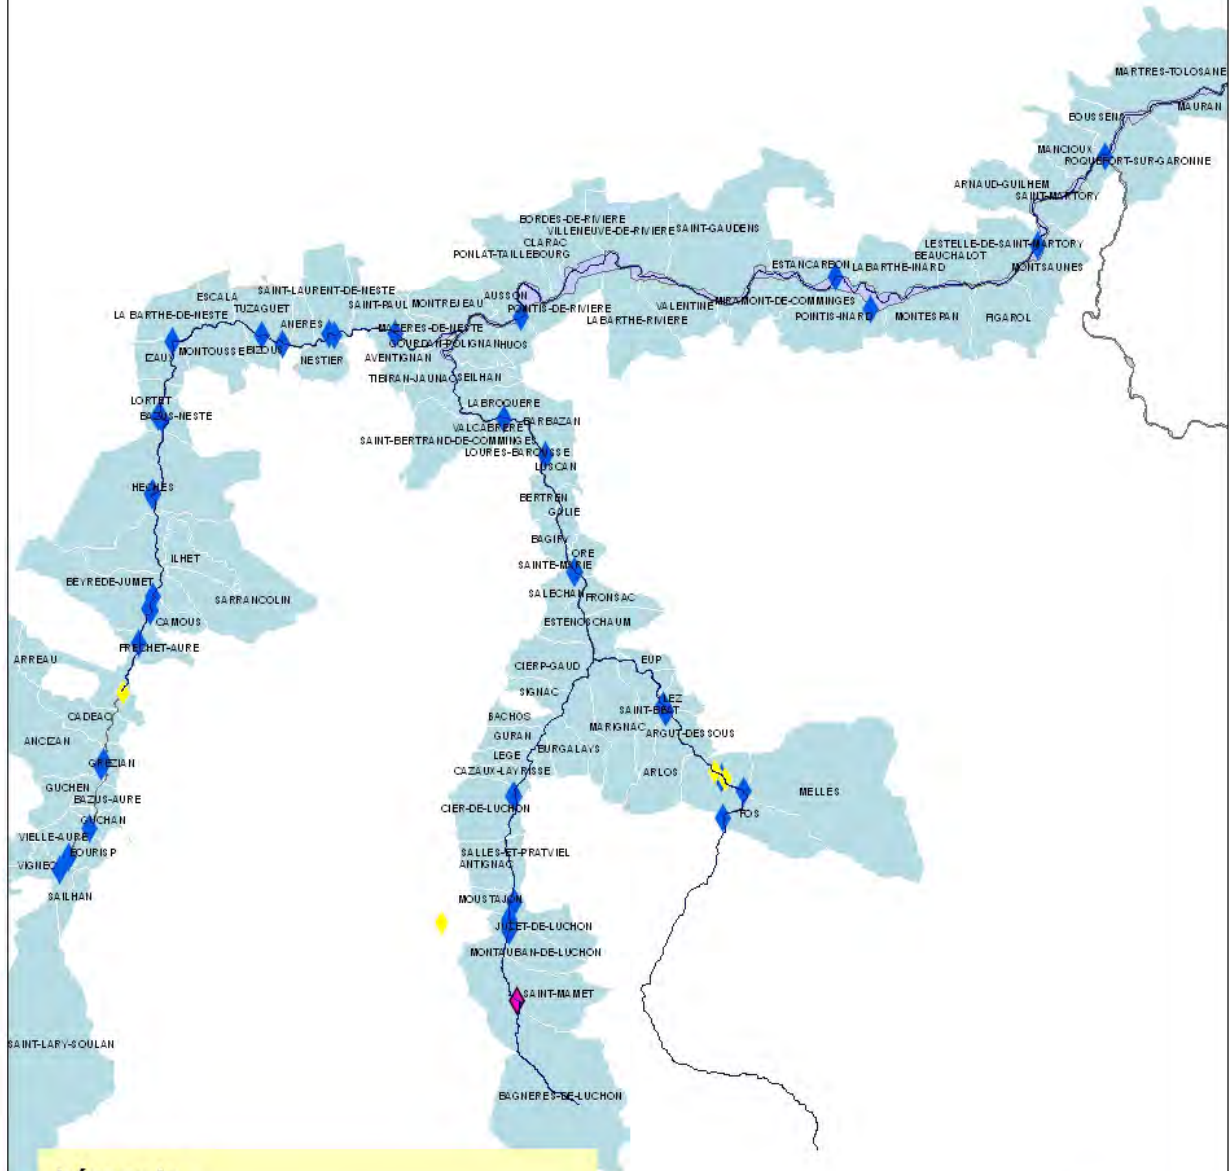 MARTRES-TOLOSANE
MAURAN
BOUSSENS
MANCIOUX
ROQUEFORT-SUR-GARONNE
ARNAUD-GUILHEM
SAINT-MARTORY
LESTELLE-DE-SAINT-MARTORY
BEAUCHALOT
MONTSAUNES
BORDES-DE-RIVIERE
VILLENEUVE-DE-RIVIERE
SAINT-GAUDENS
CLARAC
PONLAT-TAILLEBOURG
ESTANCARBON
LABARTHE-INARD
SAINT-LAURENT-DE-NESTE
ESCALA
SAINT-PAUL
MONTREJEAU
AUSSON
TUZAGUET
LA BARTHE-DE-NESTE
POINTIS-DE-RIVIERE
VALENTINE
MIRAMONT-DE-COMMINGES
LABARTHE-RIVIERE
POINTIS-INARD
MONTESPAN
FIGAROL
ANERES
MAZERES-DE-NESTE
GOURDAN-POLIGNAN
HUOS
IZAUX
MONTOUSSE
BIZOUS
NESTIER
AVENTIGNAN
TIBIRAN-JAUNAC
SEILHAN
LORTET
BAZUS-NESTE
LABROQUERE
VALCABRERE
BARBAZAN
SAINT-BERTRAND-DE-COMMINGES
LOURES-BAROUSSE
LUSCAN
HECHES
BERTREN
GALIE
BAGIRY
ORE
ILHET
SAINTE-MARIE
BEYREDE-JUMET
SARRANCOLIN
SALECHAN
FRONSAC
CAMOUS
ESTENOS
CHAUM
FRECHET-AURE
ARREAU
CIERP-GAUD
EUP
SIGNAC
LEZ
SAINT-BEAT
CADEAC
BACHOS
MARIGNAC
ARGUT-DESSOUS
ANCIZAN
GURAN
BURGALAYS
LEGE
GREZIAN
CAZAUX-LAYRISSE
ARLOS
GUCHEN
MELLES
BAZUS-AURE
CIER-DE-LUCHON
FOS
GUCHAN
VIELLE-AURE
BOURISP
SALLES-ET-PRATVIEL
VIGNEC
ANTIGNAC
SAILHAN
MOUSTAJON
JUZET-DE-LUCHON
MONTAUBAN-DE-LUCHON
SAINT-MAMET
SAINT-LARY-SOULAN
BAGNERES-DE-LUCHON